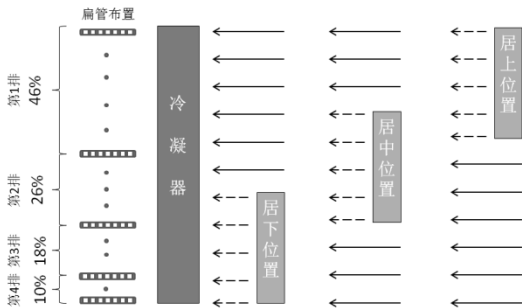 扁管布置
第1排
46%
第2排
26%
第3排
18%
第4排
10%
冷凝器
居下位置
居中位置
居上位置